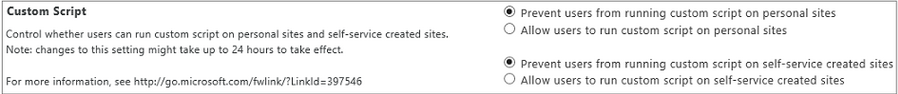 Custom Script
Control whether users can run custom script on personal sites and self-service created sites.
Note: changes to this setting might take up to 24 hours to take effect.
For more information, see http://go.microsoft.com/fwlink/?LinkId=397546
Prevent users from running custom script on personal sites
Allow users to run custom script on personal sites
Prevent users from running custom script on self-service created sites
Allow users to run custom script on self-service created sites